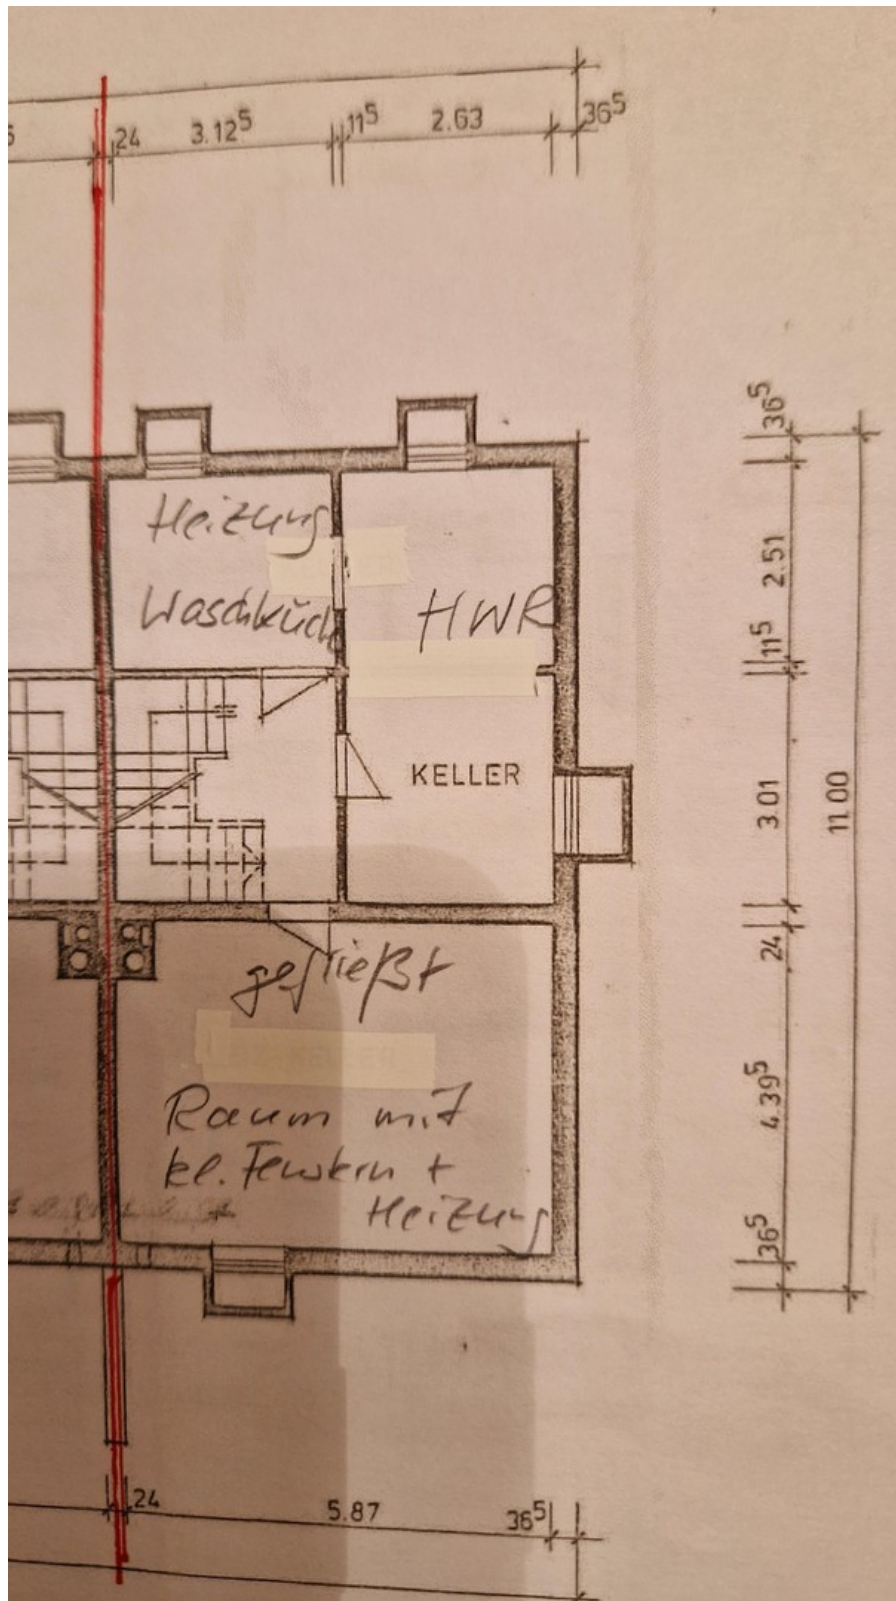 24 3.12⁵ 11⁵ 2.63 36⁵
Heizung
Waschküch
HWR
KELLER
gefließt
Raum mit
kl. Fenstern +
Heizung
36⁵
2.51
11⁵
3.01
24
4.39⁵
36⁵
11.00
24 5.87 36⁵